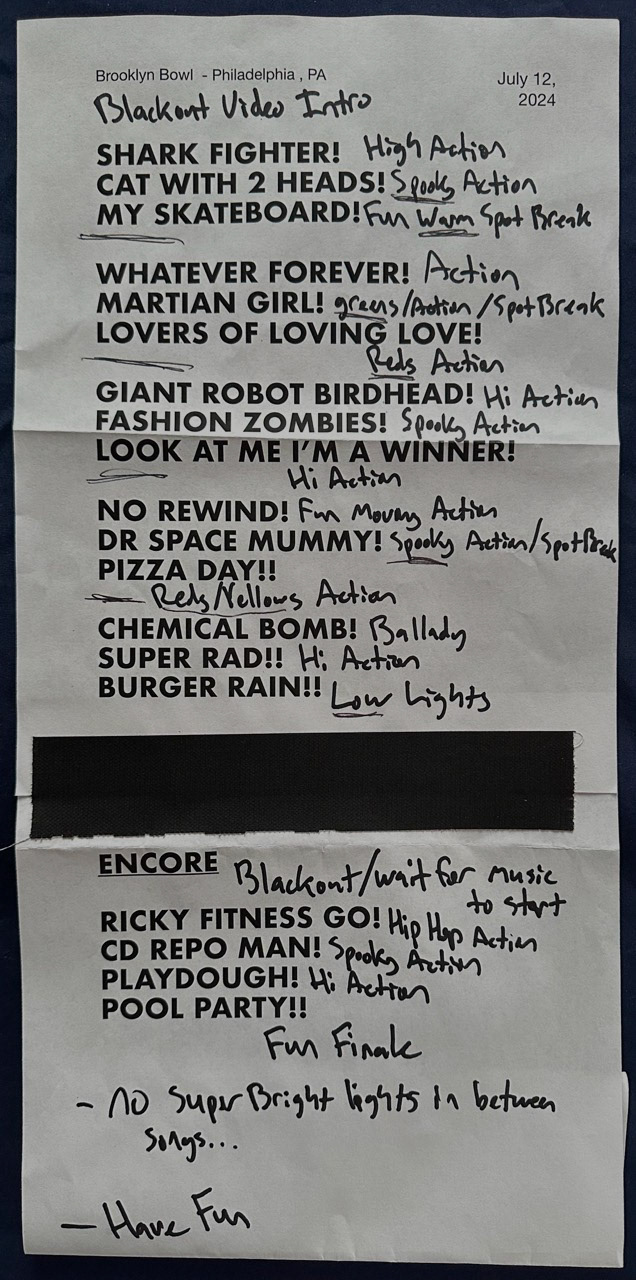 Brooklyn Bowl - Philadelphia , PA
July 12,
2024
Blackout Video Intro
SHARK FIGHTER! High Action
CAT WITH 2 HEADS! Spooky Action
MY SKATEBOARD! Fun Warm Spot Break
WHATEVER FOREVER! Action
MARTIAN GIRL! greens/Action/Spot Break
LOVERS OF LOVING LOVE!
Reds Action
GIANT ROBOT BIRDHEAD! Hi Action
FASHION ZOMBIES! Spooky Action
LOOK AT ME I'M A WINNER!
Hi Action
NO REWIND! Fun Moving Action
DR SPACE MUMMY! Spooky Action/Spot Break
PIZZA DAY!!
Reds/Yellows Action
CHEMICAL BOMB! Ballady
SUPER RAD!! Hi Action
BURGER RAIN!! Low Lights
ENCORE Blackout/wait for music
to start
RICKY FITNESS GO! Hip Hop Action
CD REPO MAN! Spooky Action
PLAYDOUGH! Hi Action
POOL PARTY!!
Fun Finale
- NO Super Bright lights in between
songs...
- Have Fun